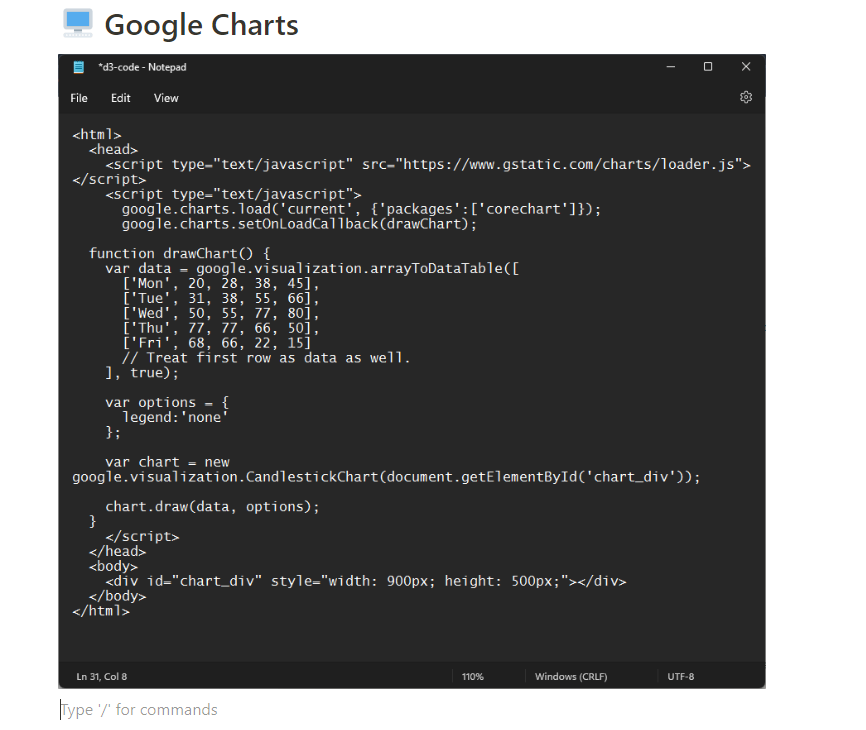 Google Charts
*d3-code - Notepad
File Edit View
<html>
  <head>
    <script type="text/javascript" src="https://www.gstatic.com/charts/loader.js">
</script>
    <script type="text/javascript">
      google.charts.load('current', {'packages':['corechart']});
      google.charts.setOnLoadCallback(drawChart);
  function drawChart() {
    var data = google.visualization.arrayToDataTable([
      ['Mon', 20, 28, 38, 45],
      ['Tue', 31, 38, 55, 66],
      ['Wed', 50, 55, 77, 80],
      ['Thu', 77, 77, 66, 50],
      ['Fri', 68, 66, 22, 15]
      // Treat first row as data as well.
    ], true);
    var options = {
      legend:'none'
    };
    var chart = new
google.visualization.CandlestickChart(document.getElementById('chart_div'));
    chart.draw(data, options);
  }
    </script>
  </head>
  <body>
    <div id="chart_div" style="width: 900px; height: 500px;"></div>
  </body>
</html>
Ln 31, Col 8 110% Windows (CRLF) UTF-8
Type '/' for commands